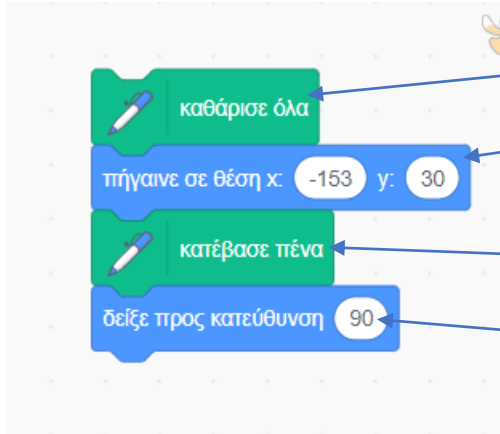 καθάρισε όλα
πήγαινε σε θέση x: -153 y: 30
κατέβασε πένα
δείξε προς κατεύθυνση 90